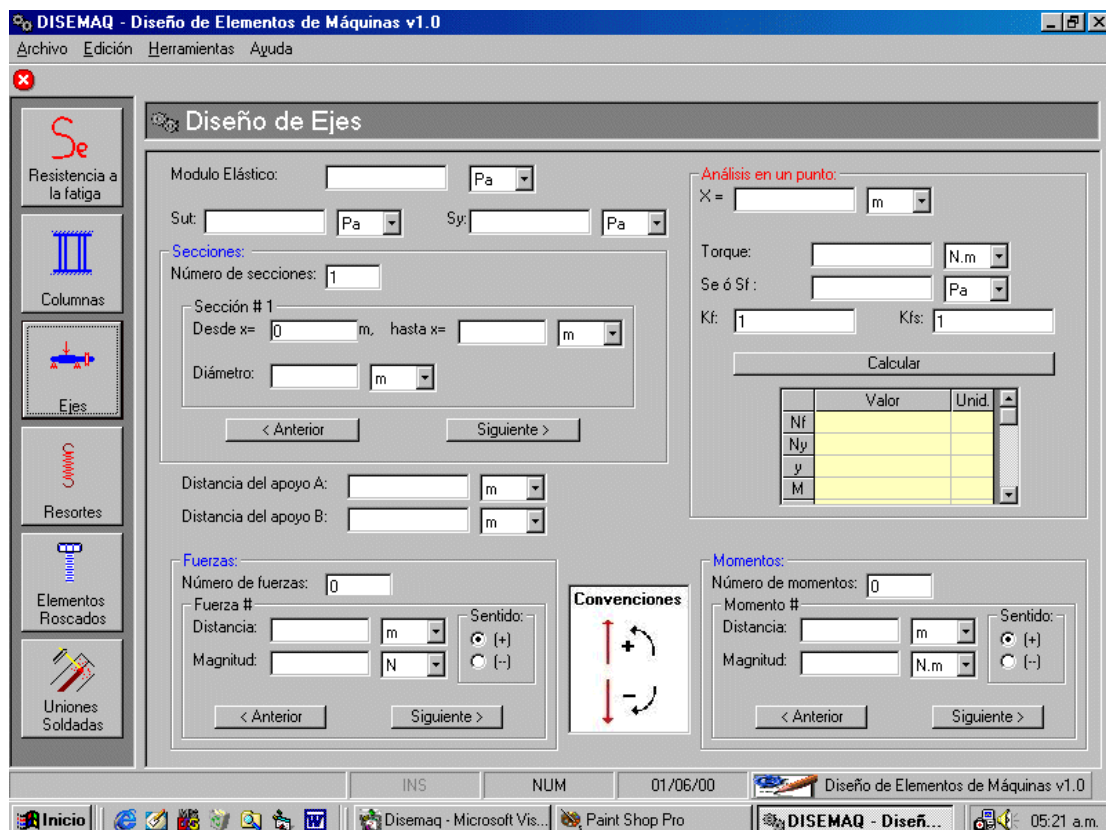 DISEMAQ - Diseño de Elementos de Máquinas v1.0
Archivo Edición Herramientas Ayuda
Se
Resistencia a
la fatiga
Columnas
Ejes
Resortes
Elementos
Roscados
Uniones
Soldadas
Diseño de Ejes
Modulo Elástico: Pa
Sut: Pa Sy: Pa
Secciones:
Número de secciones: 1
Sección # 1
Desde x= 0 m, hasta x= m
Diámetro: m
< Anterior Siguiente >
Distancia del apoyo A: m
Distancia del apoyo B: m
Análisis en un punto:
X = m
Torque: N.m
Se ó Sf : Pa
Kf: 1 Kfs: 1
Calcular
Valor Unid.
Nf
Ny
y
M
Fuerzas:
Número de fuerzas: 0
Fuerza #
Distancia: m
Magnitud: N
Sentido:
(+)
(--)
< Anterior Siguiente >
Convenciones
+
-
Momentos:
Número de momentos: 0
Momento #
Distancia: m
Magnitud: N.m
Sentido:
(+)
(--)
< Anterior Siguiente >
INS NUM 01/06/00 Diseño de Elementos de Máquinas v1.0
Inicio Disemaq - Microsoft Vis... Paint Shop Pro DISEMAQ - Diseñ... 05:21 a.m.